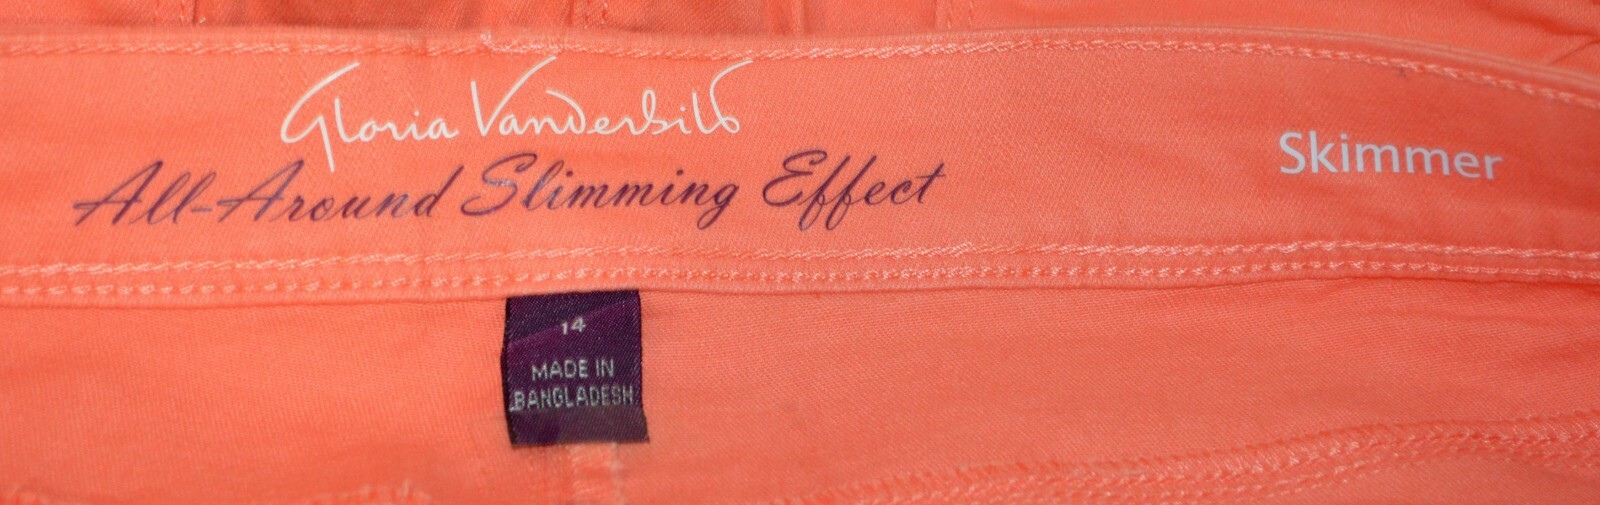 Gloria Vanderbilt
All-Around Slimming Effect
Skimmer
14
MADE IN
BANGLADESH